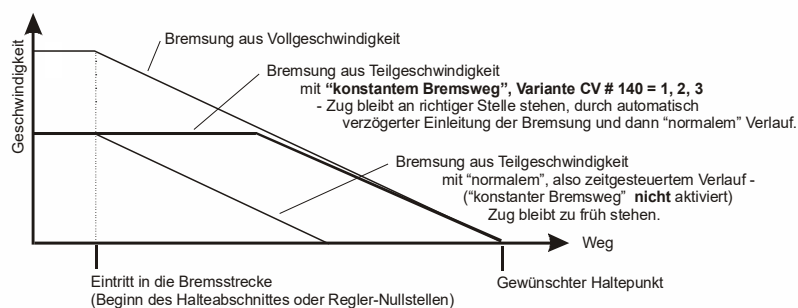 Geschwindigkeit
Bremsung aus Vollgeschwindigkeit
Bremsung aus Teilgeschwindigkeit
mit “konstantem Bremsweg”, Variante CV # 140 = 1, 2, 3
- Zug bleibt an richtiger Stelle stehen, durch automatisch
verzögerter Einleitung der Bremsung und dann “normalem” Verlauf.
Bremsung aus Teilgeschwindigkeit
mit “normalem”, also zeitgesteuertem Verlauf -
(“konstanter Bremsweg” nicht aktiviert)
Zug bleibt zu früh stehen.
Weg
Eintritt in die Bremsstrecke
(Beginn des Halteabschnittes oder Regler-Nullstellen)
Gewünschter Haltepunkt